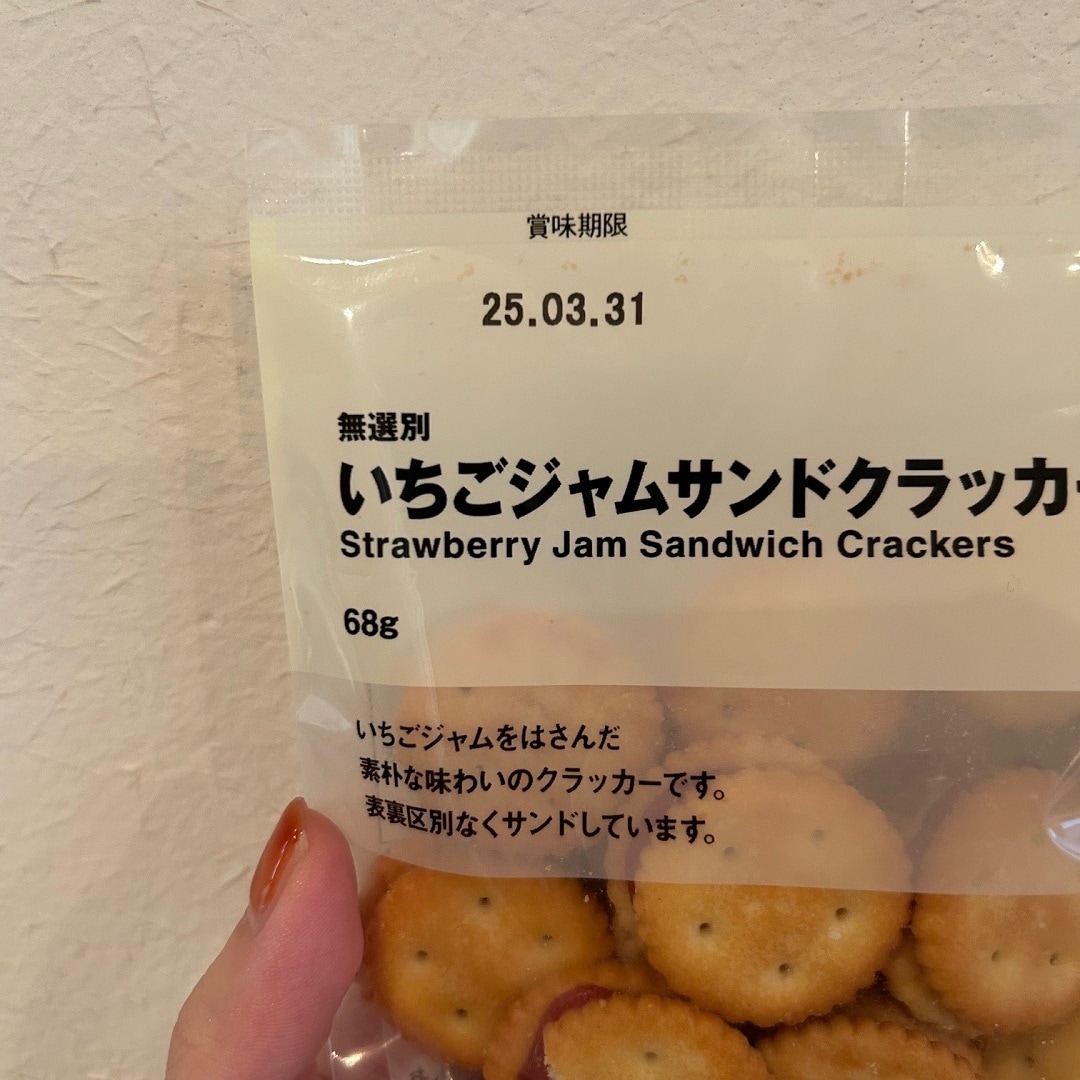 賞味期限
25.03.31
無選別
いちごジャムサンドクラッカー
Strawberry Jam Sandwich Crackers
68g
いちごジャムをはさんだ
素朴な味わいのクラッカーです。
表裏区別なくサンドしています。